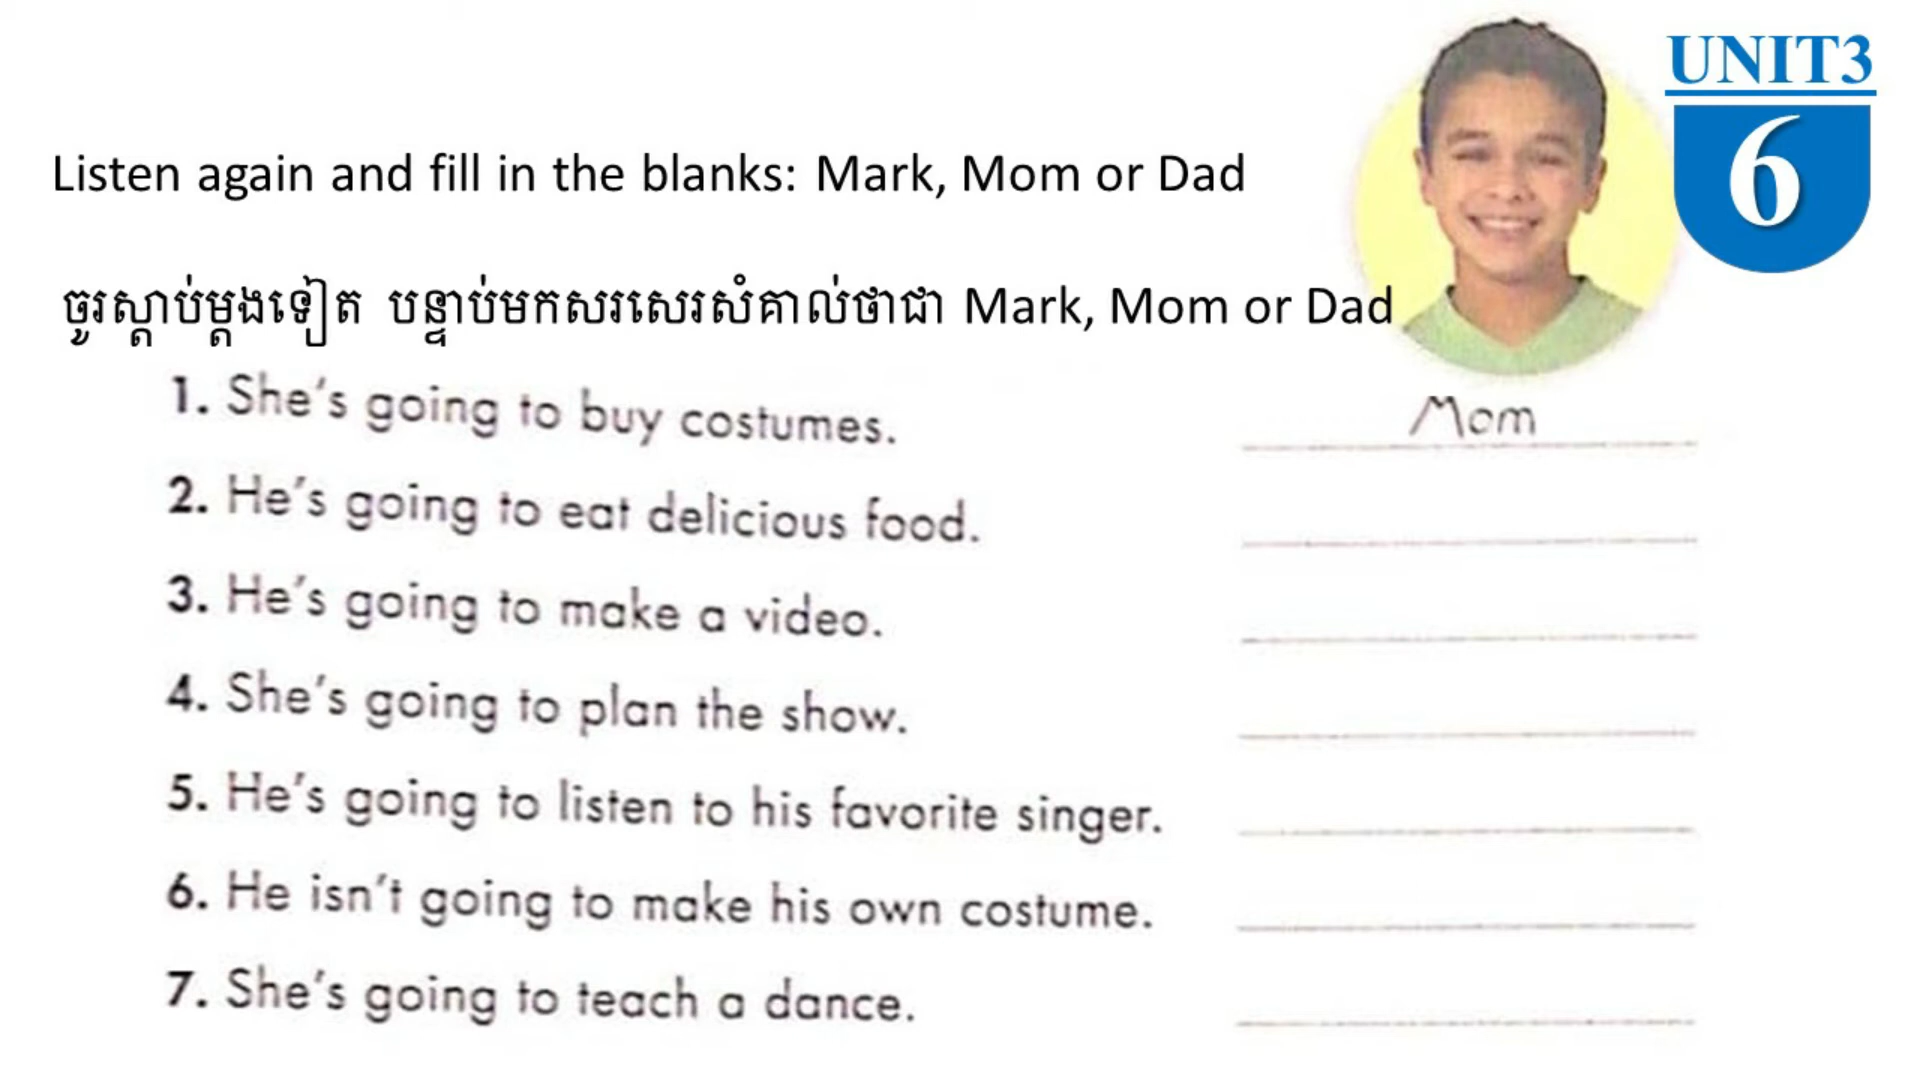 UNIT3
6
Listen again and fill in the blanks: Mark, Mom or Dad
ចូរស្តាប់ម្តងទៀត បន្ទាប់មកសរសេរសំគាល់ថាជា Mark, Mom or Dad
1. She's going to buy costumes. Mom
2. He's going to eat delicious food.
3. He's going to make a video.
4. She's going to plan the show.
5. He's going to listen to his favorite singer.
6. He isn't going to make his own costume.
7. She's going to teach a dance.